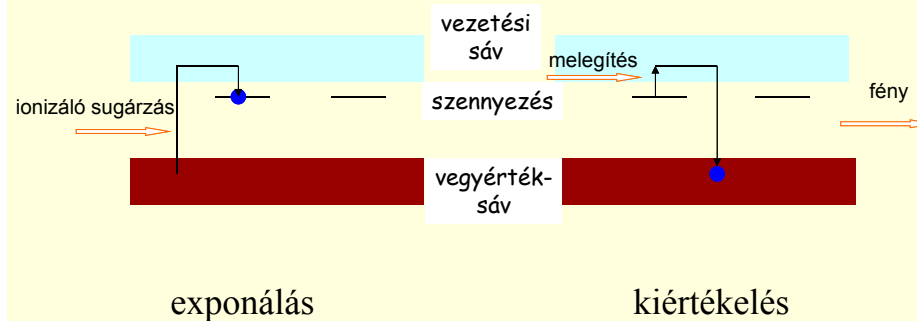 vezetési
sáv
melegítés
ionizáló sugárzás
szennyezés
fény
vegyérték-
sáv
exponálás
kiértékelés